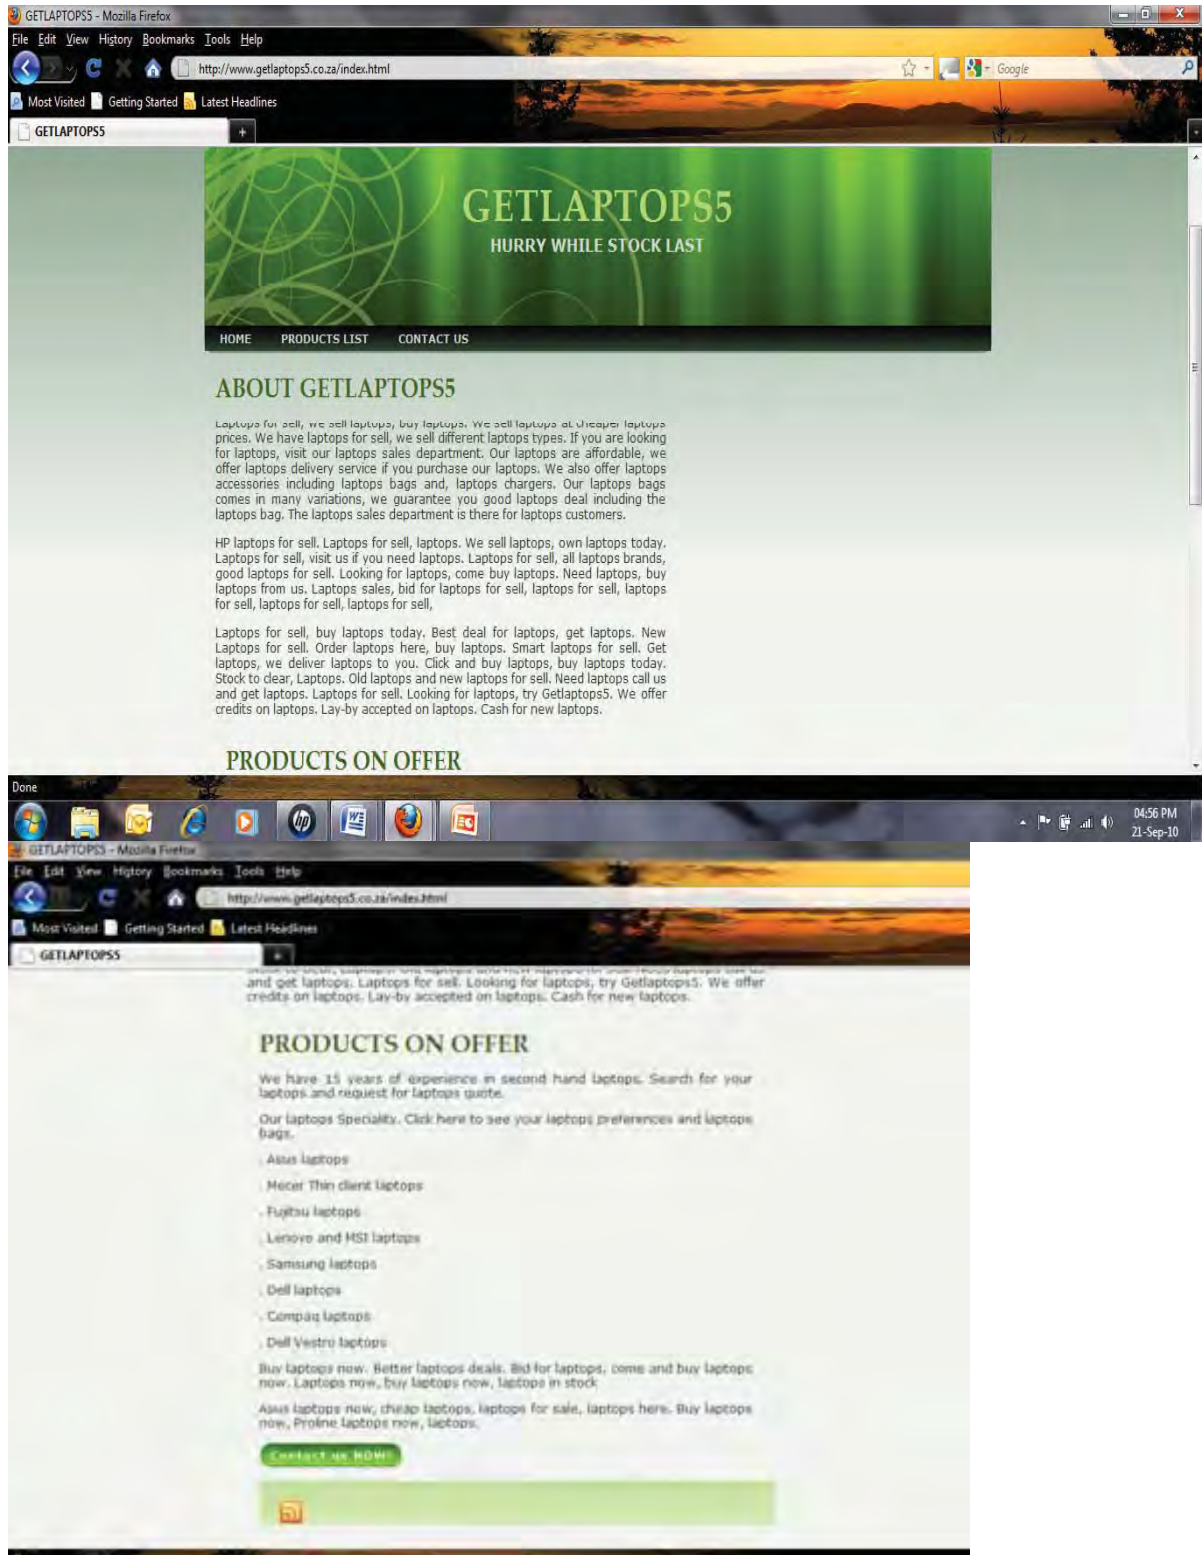 GETLAPTOPS5 - Mozilla Firefox
File Edit View History Bookmarks Tools Help
http://www.getlaptops5.co.za/index.html
Google
Most Visited Getting Started Latest Headlines
GETLAPTOPS5
GETLAPTOPS5
HURRY WHILE STOCK LAST
HOME PRODUCTS LIST CONTACT US
ABOUT GETLAPTOPS5
Laptops for sell, we sell laptops, buy laptops. We sell laptops at cheaper laptops
prices. We have laptops for sell, we sell different laptops types. If you are looking
for laptops, visit our laptops sales department. Our laptops are affordable, we
offer laptops delivery service if you purchase our laptops. We also offer laptops
accessories including laptops bags and, laptops chargers. Our laptops bags
comes in many variations, we guarantee you good laptops deal including the
laptops bag. The laptops sales department is there for laptops customers.
HP laptops for sell. Laptops for sell, laptops. We sell laptops, own laptops today.
Laptops for sell, visit us if you need laptops. Laptops for sell, all laptops brands,
good laptops for sell. Looking for laptops, come buy laptops. Need laptops, buy
laptops from us. Laptops sales, bid for laptops for sell, laptops for sell, laptops
for sell, laptops for sell, laptops for sell,
Laptops for sell, buy laptops today. Best deal for laptops, get laptops. New
Laptops for sell. Order laptops here, buy laptops. Smart laptops for sell. Get
laptops, we deliver laptops to you. Click and buy laptops, buy laptops today.
Stock to clear, Laptops. Old laptops and new laptops for sell. Need laptops call us
and get laptops. Laptops for sell. Looking for laptops, try Getlaptops5. We offer
credits on laptops. Lay-by accepted on laptops. Cash for new laptops.
PRODUCTS ON OFFER
Done
04:56 PM
21-Sep-10
GETLAPTOPS5 - Mozilla Firefox
File Edit View History Bookmarks Tools Help
http://www.getlaptops5.co.za/index.html
Most Visited Getting Started Latest Headlines
GETLAPTOPS5
and get laptops. Laptops for sell. Looking for laptops, try Getlaptops5. We offer
credits on laptops. Lay-by accepted on laptops. Cash for new laptops.
PRODUCTS ON OFFER
We have 15 years of experience in second hand laptops. Search for your
laptops and request for laptops quote.
Our laptops Speciality. Click here to see your laptops preferences and laptops
bags.
. Asus laptops
. Mecer Thin client laptops
. Fujitsu laptops
. Lenovo and MSI laptops
. Samsung laptops
. Dell laptops
. Compaq laptops
. Dell Vostro laptops
Buy laptops now. Better laptops deals. Bid for laptops, come and buy laptops
now. Laptops now, buy laptops now, laptops in stock
Asus laptops now, cheap laptops, laptops for sale, laptops here. Buy laptops
now, Proline laptops now, laptops.
Contact us NOW!